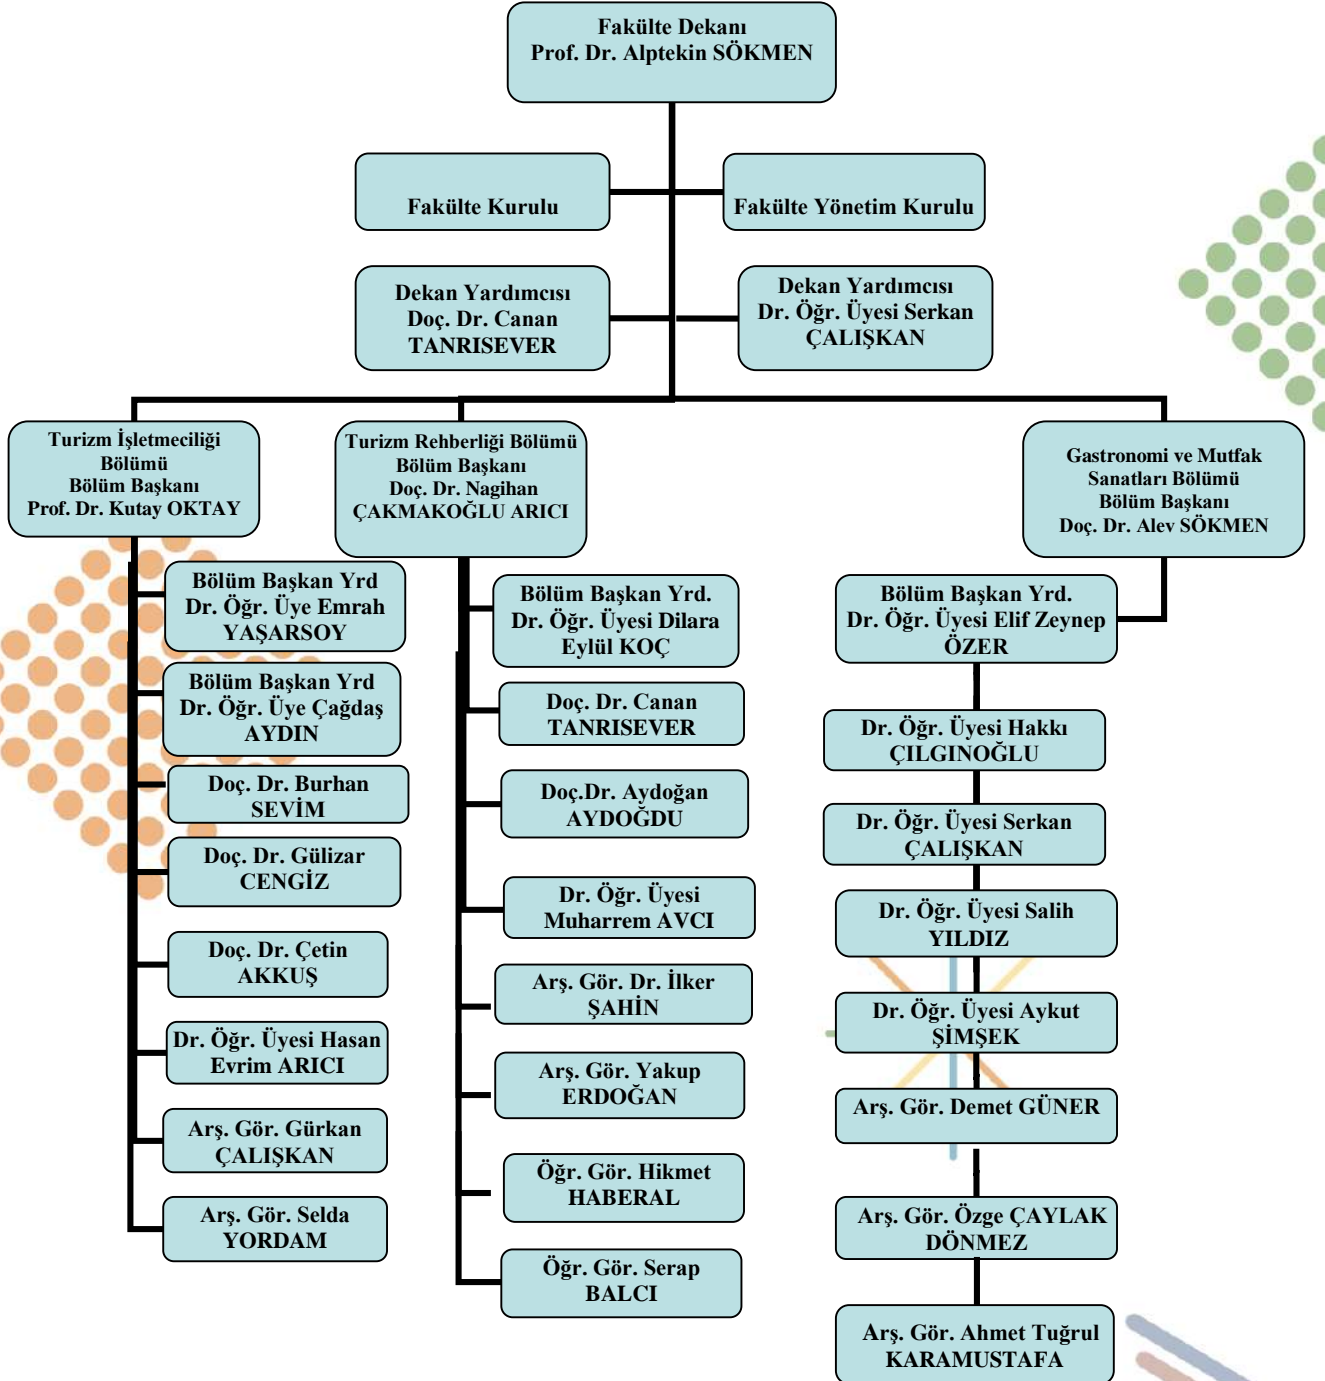 Fakülte Dekanı
Prof. Dr. Alptekin SÖKMEN
Fakülte Kurulu
Fakülte Yönetim Kurulu
Dekan Yardımcısı
Doç. Dr. Canan
TANRISEVER
Dekan Yardımcısı
Dr. Öğr. Üyesi Serkan
ÇALIŞKAN
Turizm İşletmeciliği
Bölümü
Bölüm Başkanı
Prof. Dr. Kutay OKTAY
Turizm Rehberliği Bölümü
Bölüm Başkanı
Doç. Dr. Nagihan
ÇAKMAKOĞLU ARICI
Gastronomi ve Mutfak
Sanatları Bölümü
Bölüm Başkanı
Doç. Dr. Alev SÖKMEN
Bölüm Başkan Yrd
Dr. Öğr. Üye Emrah
YAŞARSOY
Bölüm Başkan Yrd
Dr. Öğr. Üye Çağdaş
AYDIN
Doç. Dr. Burhan
SEVİM
Doç. Dr. Gülizar
CENGİZ
Doç. Dr. Çetin
AKKUŞ
Dr. Öğr. Üyesi Hasan
Evrim ARICI
Arş. Gör. Gürkan
ÇALIŞKAN
Arş. Gör. Selda
YORDAM
Bölüm Başkan Yrd.
Dr. Öğr. Üyesi Dilara
Eylül KOÇ
Doç. Dr. Canan
TANRISEVER
Doç.Dr. Aydoğan
AYDOĞDU
Dr. Öğr. Üyesi
Muharrem AVCI
Arş. Gör. Dr. İlker
ŞAHİN
Arş. Gör. Yakup
ERDOĞAN
Öğr. Gör. Hikmet
HABERAL
Öğr. Gör. Serap
BALCI
Bölüm Başkan Yrd.
Dr. Öğr. Üyesi Elif Zeynep
ÖZER
Dr. Öğr. Üyesi Hakkı
ÇILGINOĞLU
Dr. Öğr. Üyesi Serkan
ÇALIŞKAN
Dr. Öğr. Üyesi Salih
YILDIZ
Dr. Öğr. Üyesi Aykut
ŞİMŞEK
Arş. Gör. Demet GÜNER
Arş. Gör. Özge ÇAYLAK
DÖNMEZ
Arş. Gör. Ahmet Tuğrul
KARAMUSTAFA